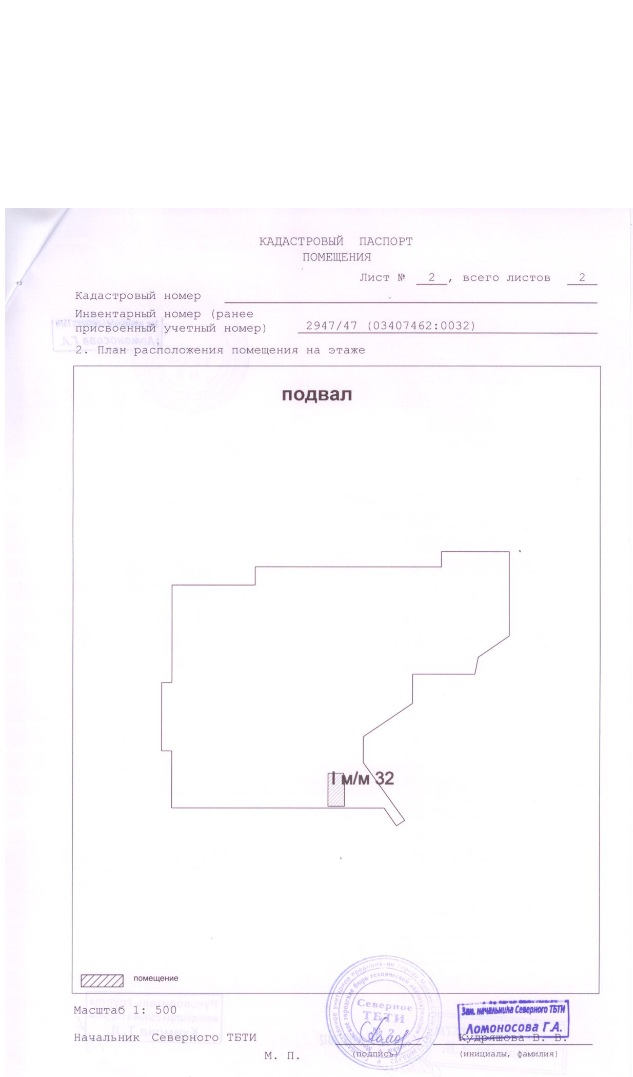 КАДАСТРОВЫЙ ПАСПОРТ
ПОМЕЩЕНИЯ
Лист № 2, всего листов 2
Кадастровый номер
Инвентарный номер (ранее
присвоенный учетный номер) 2947/47 (03407462:0032)
2. План расположения помещения на этаже
подвал
I м/м 32
помещение
Масштаб 1: 500
Северное
ТБТИ
Зам. начальника Северного ТБТИ
Ломоносова Г.А.
Начальник Северного ТБТИ Кудряшова В. В.
М. П. (подпись) (инициалы, фамилия)